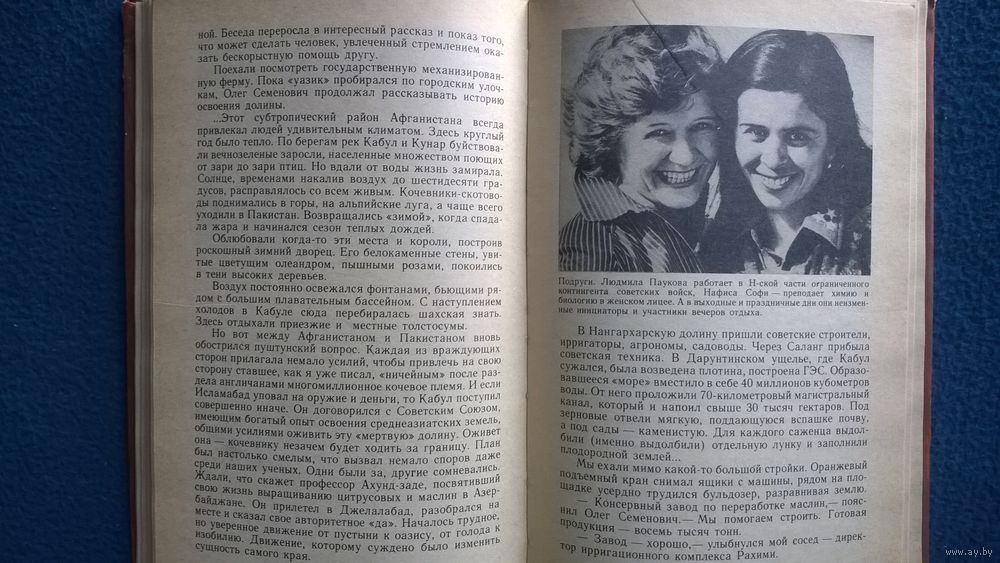 ной. Беседа переросла в интересный рассказ и показ того,
что может сделать человек, увлеченный стремлением ока-
зать бескорыстную помощь другу.
Поехали посмотреть государственную механизирован-
ную ферму. Пока «уазик» пробирался по городским улоч-
кам, Олег Семенович продолжал рассказывать историю
освоения долины.
...Этот субтропический район Афганистана всегда
привлекал людей удивительным климатом. Здесь круглый
год было тепло. По берегам рек Кабул и Кунар буйствова-
ли вечнозеленые заросли, населенные множеством поющих
от зари до зари птиц. Но вдали от воды жизнь замирала.
Солнце, временами накалив воздух до шестидесяти гра-
дусов, расправлялось со всем живым. Кочевники-скотово-
ды поднимались в горы, на альпийские луга, а чаще всего
уходили в Пакистан. Возвращались «зимой», когда спада-
ла жара и начинался сезон теплых дождей.
Облюбовали когда-то эти места и короли, построив
роскошный зимний дворец. Его белокаменные стены, уви-
тые цветущим олеандром, пышными розами, покоились
в тени высоких деревьев.
Воздух постоянно освежался фонтанами, бьющими ря-
дом с большим плавательным бассейном. С наступлением
холодов в Кабуле сюда перебиралась шахская знать.
Здесь отдыхали приезжие и местные толстосумы.
Но вот между Афганистаном и Пакистаном вновь
обострился пуштунский вопрос. Каждая из враждующих
сторон прилагала немало усилий, чтобы привлечь на свою
сторону ставшее, как я уже писал, «ничейным» после раз-
дела англичанами многомиллионное кочевое племя. И если
Исламабад уповал на оружие и деньги, то Кабул поступил
совершенно иначе. Он договорился с Советским Союзом,
имеющим богатый опыт освоения среднеазиатских земель,
общими усилиями оживить эту «мертвую» долину. Оживет
она — кочевнику незачем будет ходить за границу. План
был настолько смелым, что вызвал немало споров даже
среди наших ученых. Одни были за, другие сомневались.
Ждали, что скажет профессор Ахунд-заде, посвятивший
свою жизнь выращиванию цитрусовых и маслин в Азер-
байджане. Он прилетел в Джелалабад, разобрался на
месте и сказал свое авторитетное «да». Началось трудное,
но уверенное движение от пустыни к оазису, от голода к
изобилию. Движение, которому суждено было изменить
сущность самого края.
Подруги. Людмила Паукова работает в Н-ской части ограниченного
контингента советских войск, Нафиса Софи — преподает химию и
биологию в женском лицее. А в выходные и праздничные дни они неизмен-
ные инициаторы и участники вечеров отдыха.
В Нангархарскую долину пришли советские строители,
ирригаторы, агрономы, садоводы. Через Саланг прибыла
советская техника. В Дарунтинском ущелье, где Кабул
сужался, была возведена плотина, построена ГЭС. Образо-
вавшееся «море» вместило в себе 40 миллионов кубометров
воды. От него проложили 70-километровый магистральный
канал, который и напоил свыше 30 тысяч гектаров. Под
зерновые отвели мягкую, поддающуюся вспашке почву,
а под сады — каменистую. Для каждого саженца выдол-
били (именно выдолбили) отдельную лунку и заполнили
плодородной землей...
Мы ехали мимо какой-то большой стройки. Оранжевый
подъемный кран снимал ящики с машины, рядом на пло-
щадке усердно трудился бульдозер, разравнивая землю.
— Консервный завод по переработке маслин,— пояс-
нил Олег Семенович.— Мы помогаем строить. Готовая
продукция — восемь тысяч тонн.
— Завод — хорошо,— улыбнулся мой сосед — дирек-
тор ирригационного комплекса Рахими.
www.ay.by